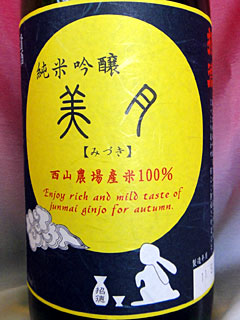 純米吟醸
美月
【みづき】
西山農場産米100%
Enjoy rich and mild taste of
junmai ginjo for autumn.